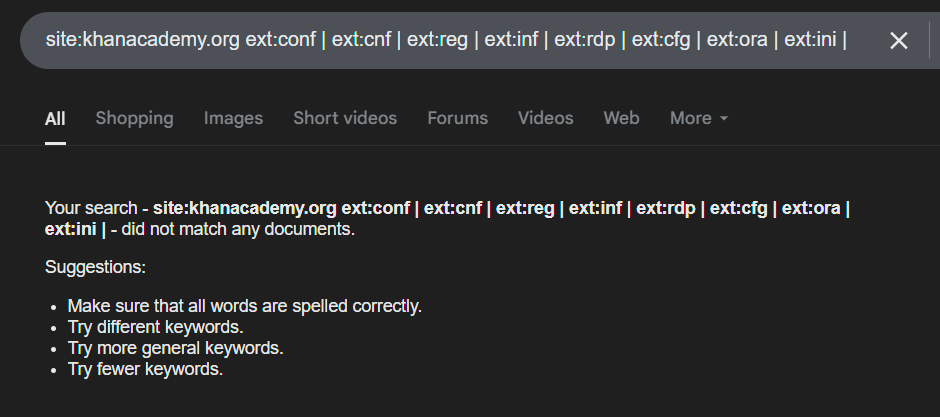 site:khanacademy.org ext:conf | ext:cnf | ext:reg | ext:inf | ext:rdp | ext:cfg | ext:ora | ext:ini |
All Shopping Images Short videos Forums Videos Web More
Your search - site:khanacademy.org ext:conf | ext:cnf | ext:reg | ext:inf | ext:rdp | ext:cfg | ext:ora |
ext:ini | - did not match any documents.
Suggestions:
Make sure that all words are spelled correctly.
Try different keywords.
Try more general keywords.
Try fewer keywords.